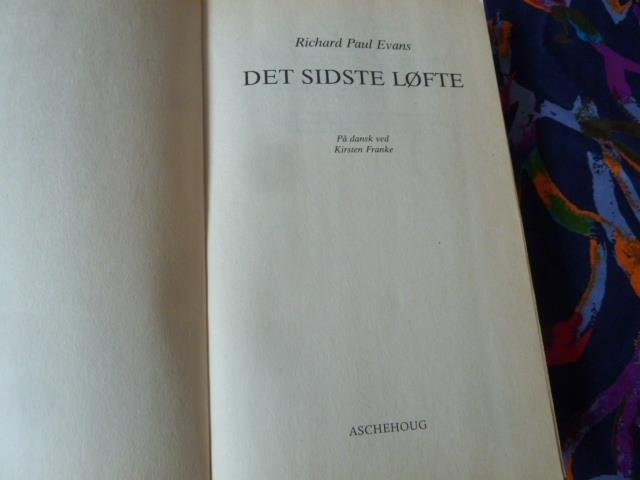 Richard Paul Evans
DET SIDSTE LØFTE
På dansk ved
Kirsten Franke
ASCHEHOUG